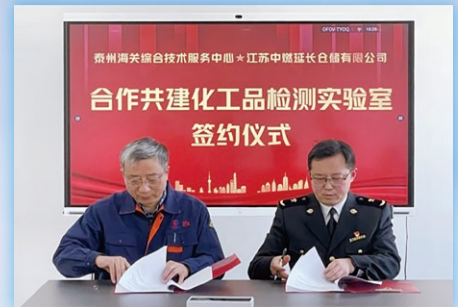 泰州海关综合技术服务中心★江苏中燃延长仓储有限公司
合作共建化工品检测实验室
签约仪式